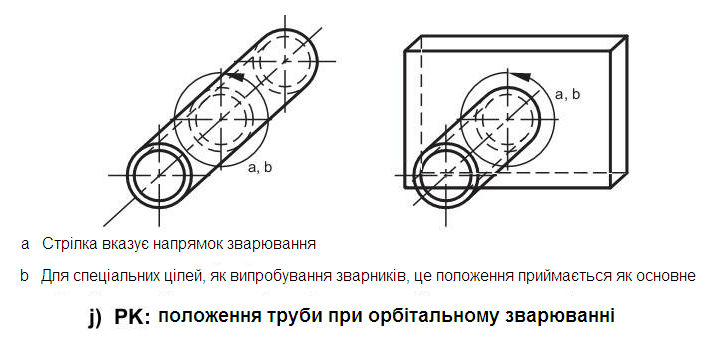 a, b
a, b
a Стрілка вказує напрямок зварювання
b Для спеціальних цілей, як випробування зварників, це положення приймається як основне
j) PK: положення труби при орбітальному зварюванні